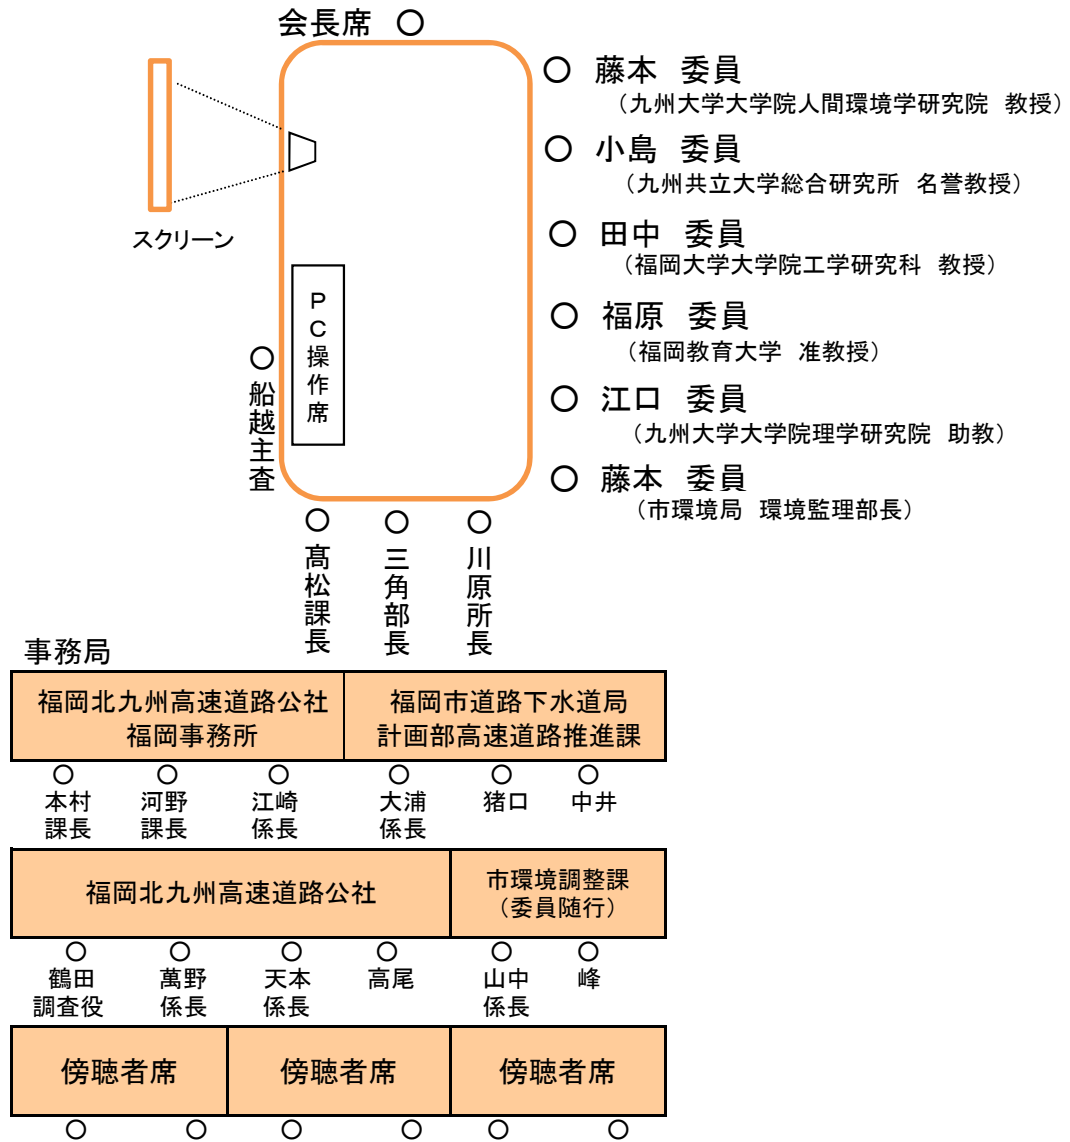 会長席 ○
○ 藤本 委員
（九州大学大学院人間環境学研究院 教授）
○ 小島 委員
（九州共立大学総合研究所 名誉教授）
スクリーン
○ 田中 委員
（福岡大学大学院工学研究科 教授）
ＰＣ操作席
○ 福原 委員
（福岡教育大学 准教授）
○ 船越主査
○ 江口 委員
（九州大学大学院理学研究院 助教）
○ 藤本 委員
（市環境局 環境監理部長）
○ 髙松課長
○ 三角部長
○ 川原所長
事務局
福岡北九州高速道路公社
福岡事務所
福岡市道路下水道局
計画部高速道路推進課
○ ○ ○ ○ ○ ○
本村 河野 江崎 大浦 猪口 中井
課長 課長 係長 係長
福岡北九州高速道路公社
市環境調整課
（委員随行）
○ ○ ○ ○ ○ ○
鶴田 萬野 天本 高尾 山中 峰
調査役 係長 係長 係長
傍聴者席 傍聴者席 傍聴者席
○ ○ ○ ○ ○ ○